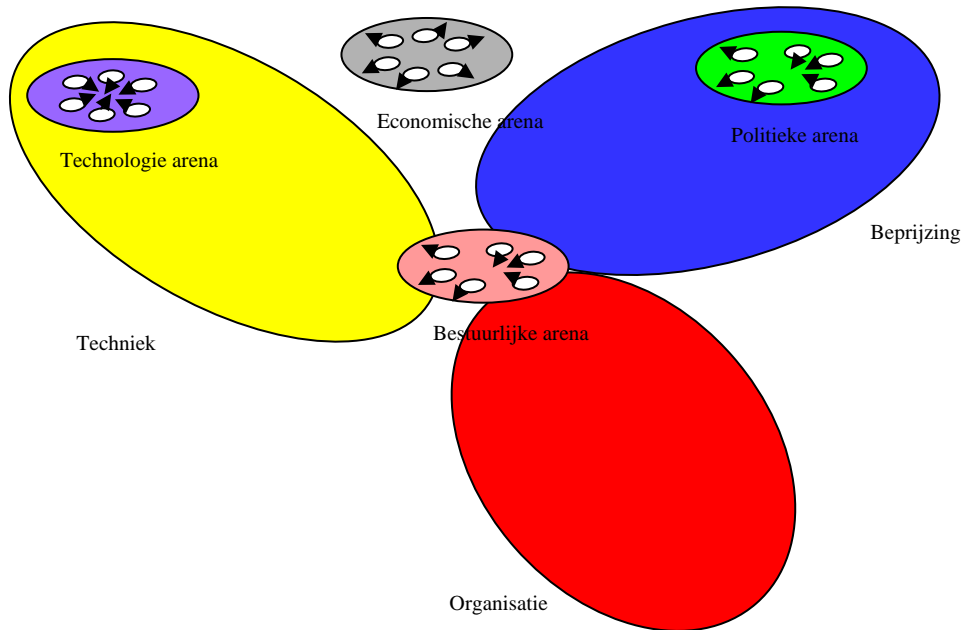 Economische arena
Politieke arena
Technologie arena
Beprijzing
Bestuurlijke arena
Techniek
Organisatie